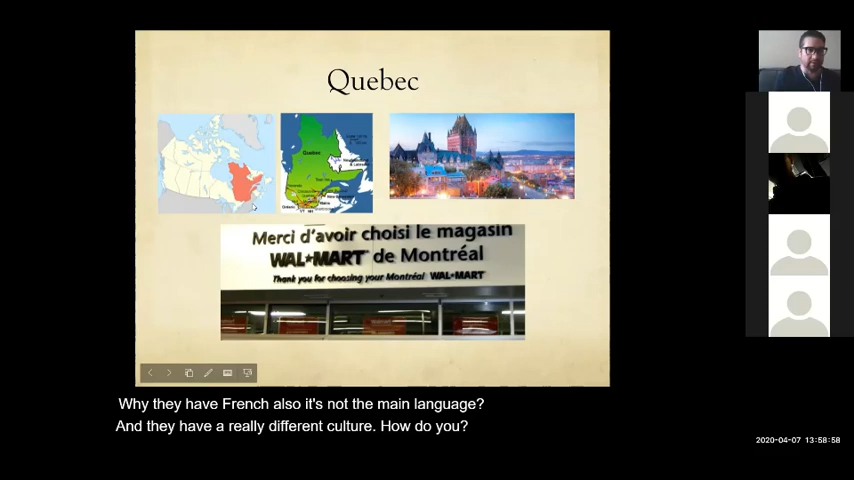 Quebec
Quebec
Merci d'avoir choisi le magasin
WAL★MART de Montréal
Thank you for choosing your Montréal WAL★MART
Why they have French also it's not the main language?
And they have a really different culture. How do you?
2020-04-07 13:58:58